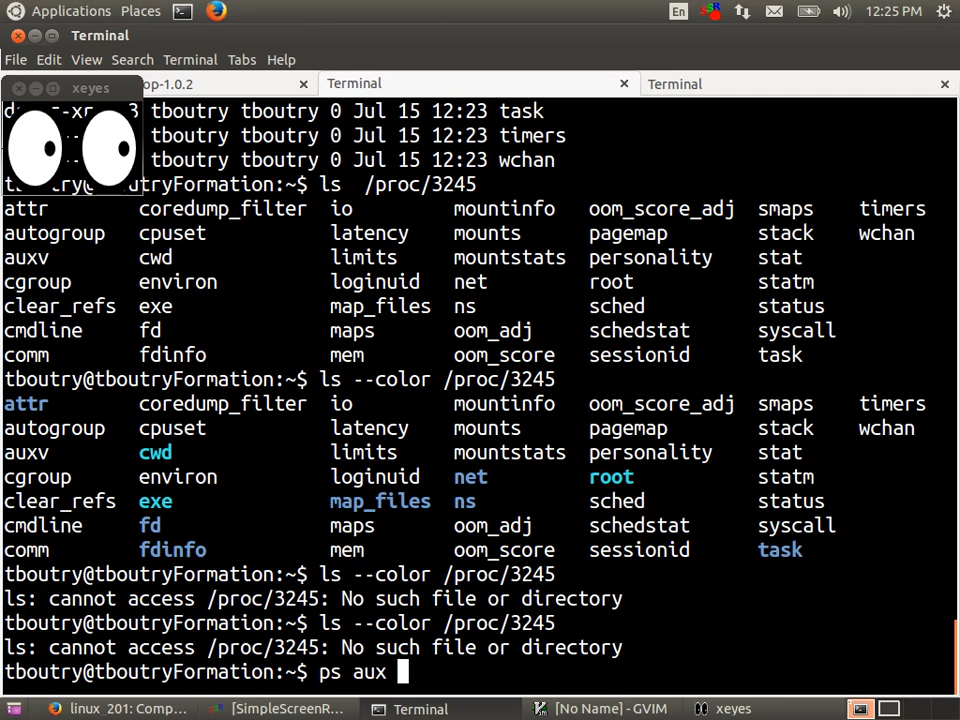 Applications Places En 12:25 PM
Terminal
File Edit View Search Terminal Tabs Help
xeyes op-1.0.2 Terminal Terminal
3 tboutry tboutry 0 Jul 15 12:23 task
tboutry tboutry 0 Jul 15 12:23 timers
tboutry tboutry 0 Jul 15 12:23 wchan
tboutry@tboutryFormation:~$ ls  /proc/3245
attr coredump_filter io mountinfo oom_score_adj smaps timers
autogroup cpuset latency mounts pagemap stack wchan
auxv cwd limits mountstats personality stat
cgroup environ loginuid net root statm
clear_refs exe map_files ns sched status
cmdline fd maps oom_adj schedstat syscall
comm fdinfo mem oom_score sessionid task
tboutry@tboutryFormation:~$ ls --color /proc/3245
attr coredump_filter io mountinfo oom_score_adj smaps timers
autogroup cpuset latency mounts pagemap stack wchan
auxv cwd limits mountstats personality stat
cgroup environ loginuid net root statm
clear_refs exe map_files ns sched status
cmdline fd maps oom_adj schedstat syscall
comm fdinfo mem oom_score sessionid task
tboutry@tboutryFormation:~$ ls --color /proc/3245
ls: cannot access /proc/3245: No such file or directory
tboutry@tboutryFormation:~$ ls --color /proc/3245
ls: cannot access /proc/3245: No such file or directory
tboutry@tboutryFormation:~$ ps aux
linux_201: Comp... [SimpleScreenR... Terminal [No Name] - GVIM xeyes